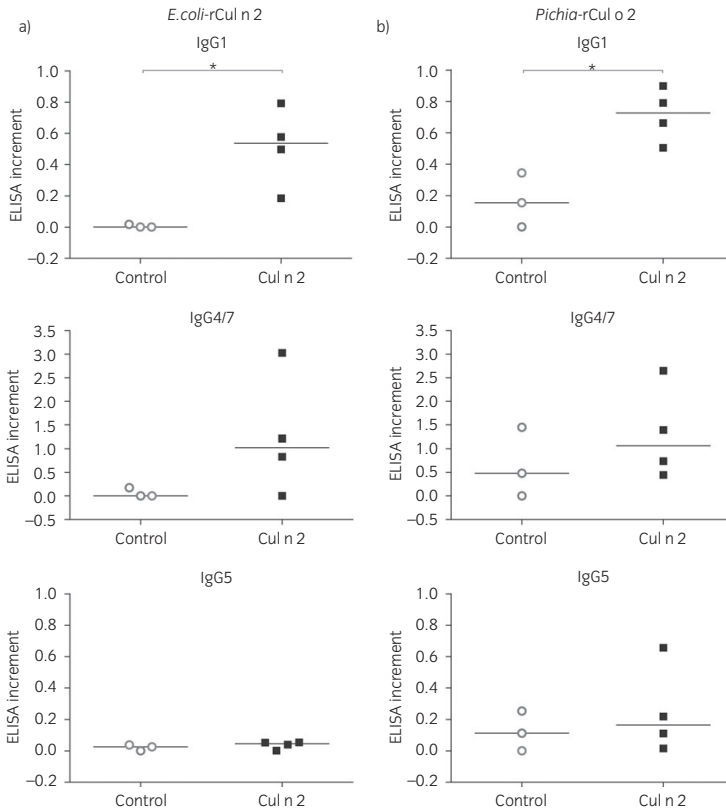 a)
E.coli-rCul n 2
IgG1
ELISA increment
1.0
0.8
0.6
0.4
0.2
0.0
–0.2
*
Control
Cul n 2
b)
Pichia-rCul o 2
IgG1
ELISA increment
1.0
0.8
0.6
0.4
0.2
0.0
–0.2
*
Control
Cul n 2
IgG4/7
ELISA increment
3.5
3.0
2.5
2.0
1.5
1.0
0.5
0.0
–0.5
Control
Cul n 2
IgG4/7
ELISA increment
3.5
3.0
2.5
2.0
1.5
1.0
0.5
0.0
–0.5
Control
Cul n 2
IgG5
ELISA increment
1.0
0.8
0.6
0.4
0.2
0.0
–0.2
Control
Cul n 2
IgG5
ELISA increment
1.0
0.8
0.6
0.4
0.2
0.0
–0.2
Control
Cul n 2